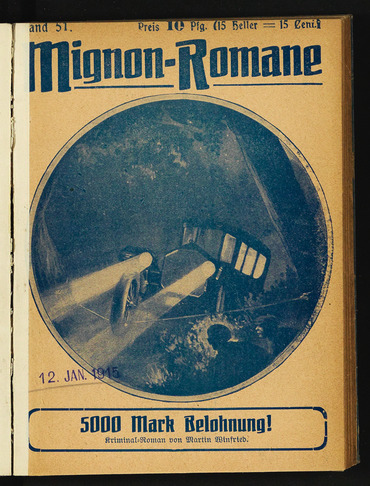 and 51.
Preis 10 Pfg. (15 Heller = 15 Cent.)
Mignon-Romane
12. JAN. 1915
5000 Mark Belohnung!
Kriminal-Roman von Martin Winfried.